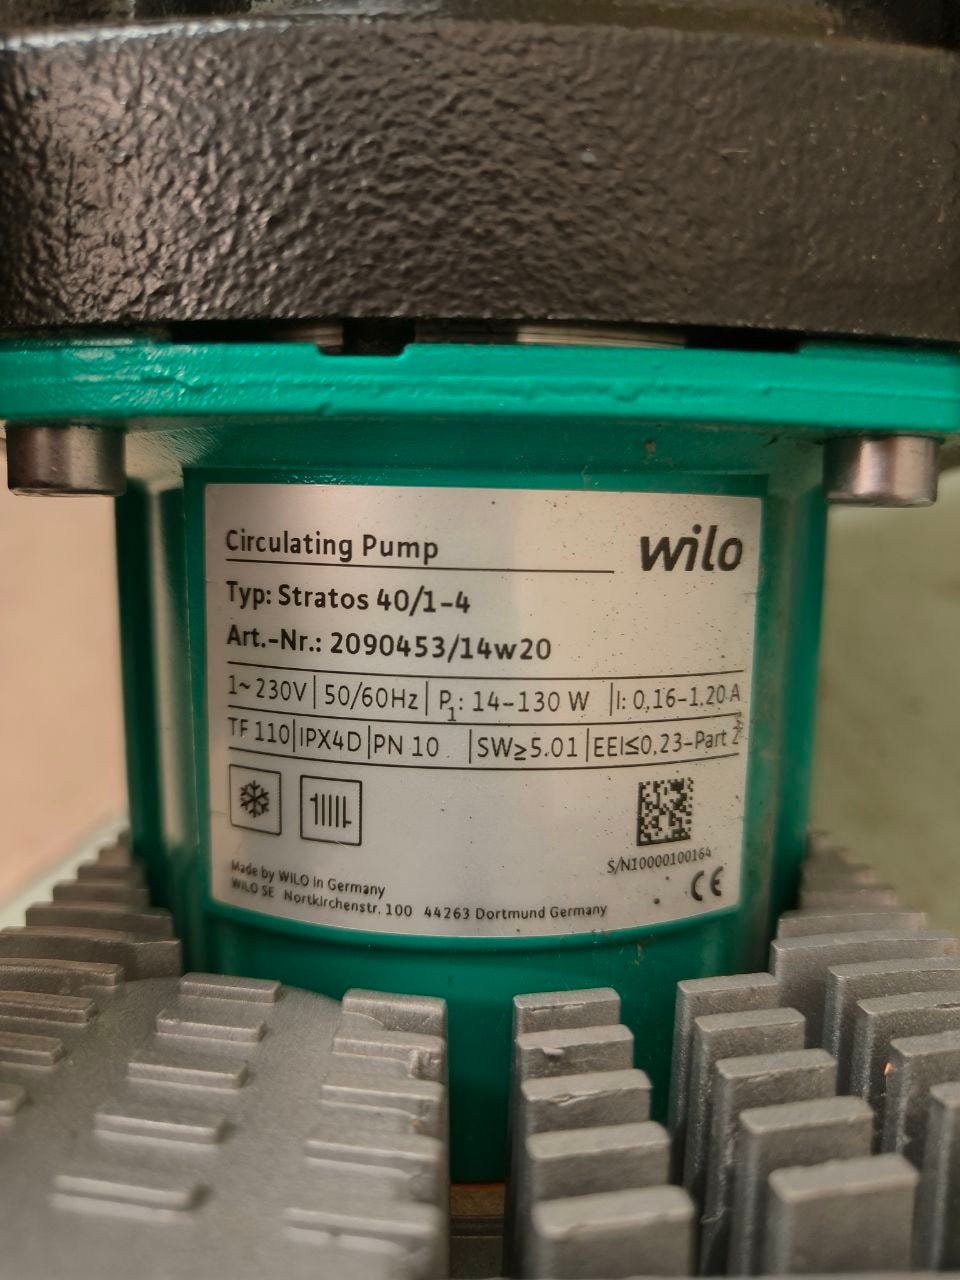 Circulating Pump
wilo
Typ: Stratos 40/1-4
Art.-Nr.: 2090453/14w20
1~ 230V | 50/60Hz | P1: 14-130 W | I: 0,16-1,20 A
TF 110 | IPX4D | PN 10 | SW≥5.01 | EEI≤0,23-Part 2
S/N10000100164
CE
Made by WILO in Germany
WILO SE Nortkirchenstr. 100 44263 Dortmund Germany